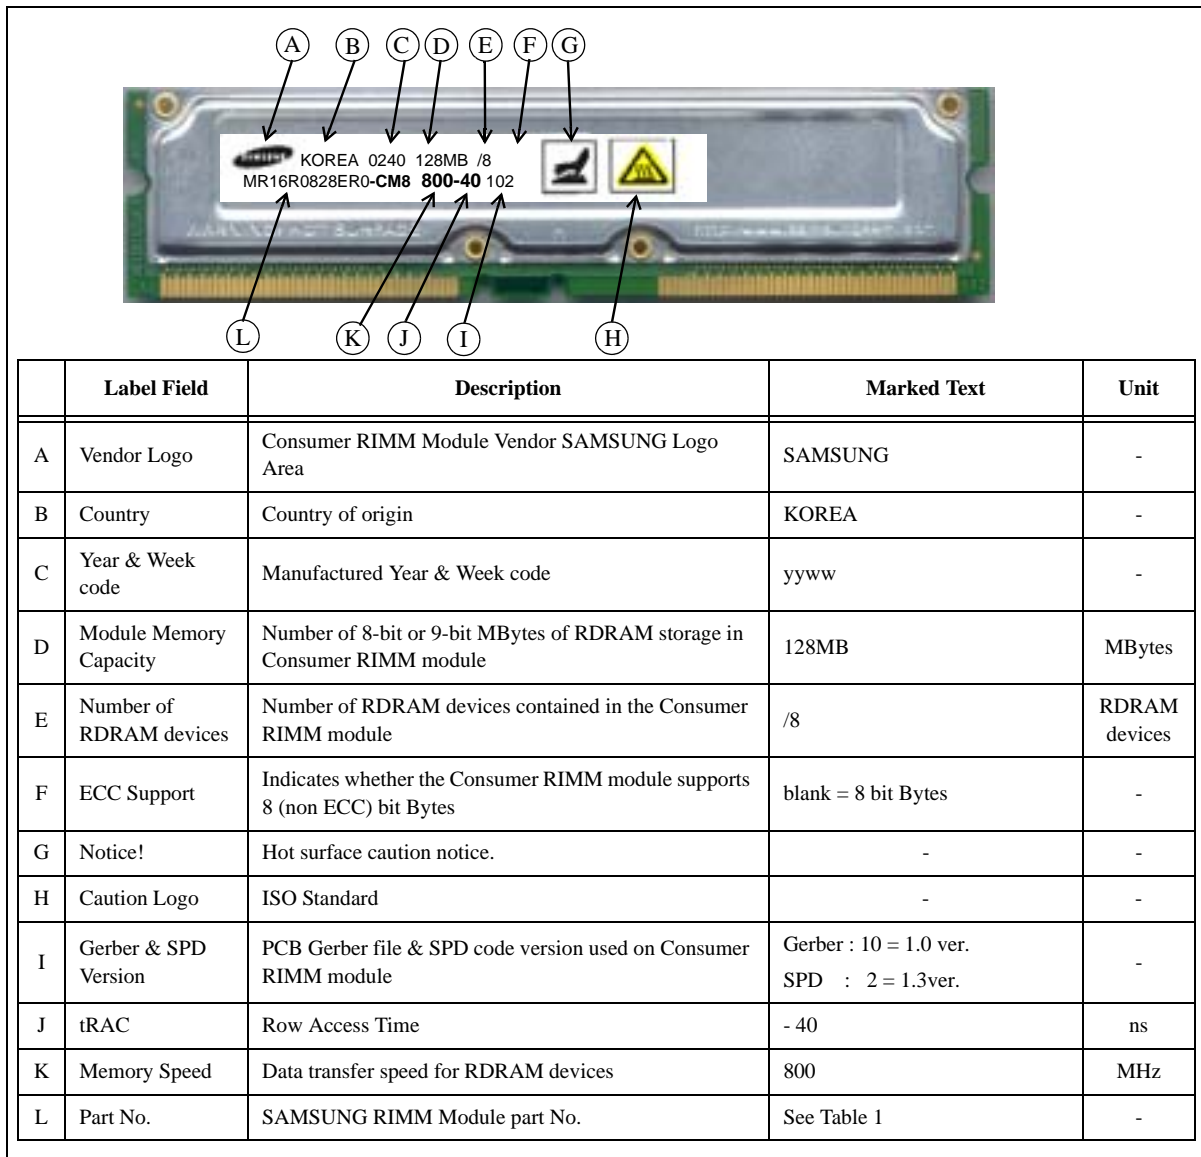 A B C D E F G
SAMSUNG KOREA 0240 128MB /8
MR16R0828ER0-CM8 800-40 102
L K J I H
Label Field Description Marked Text Unit
A Vendor Logo Consumer RIMM Module Vendor SAMSUNG Logo Area SAMSUNG -
B Country Country of origin KOREA -
C Year & Week code Manufactured Year & Week code yyww -
D Module Memory Capacity Number of 8-bit or 9-bit MBytes of RDRAM storage in Consumer RIMM module 128MB MBytes
E Number of RDRAM devices Number of RDRAM devices contained in the Consumer RIMM module /8 RDRAM devices
F ECC Support Indicates whether the Consumer RIMM module supports 8 (non ECC) bit Bytes blank = 8 bit Bytes -
G Notice! Hot surface caution notice. - -
H Caution Logo ISO Standard - -
I Gerber & SPD Version PCB Gerber file & SPD code version used on Consumer RIMM module Gerber : 10 = 1.0 ver. SPD : 2 = 1.3ver. -
J tRAC Row Access Time - 40 ns
K Memory Speed Data transfer speed for RDRAM devices 800 MHz
L Part No. SAMSUNG RIMM Module part No. See Table 1 -